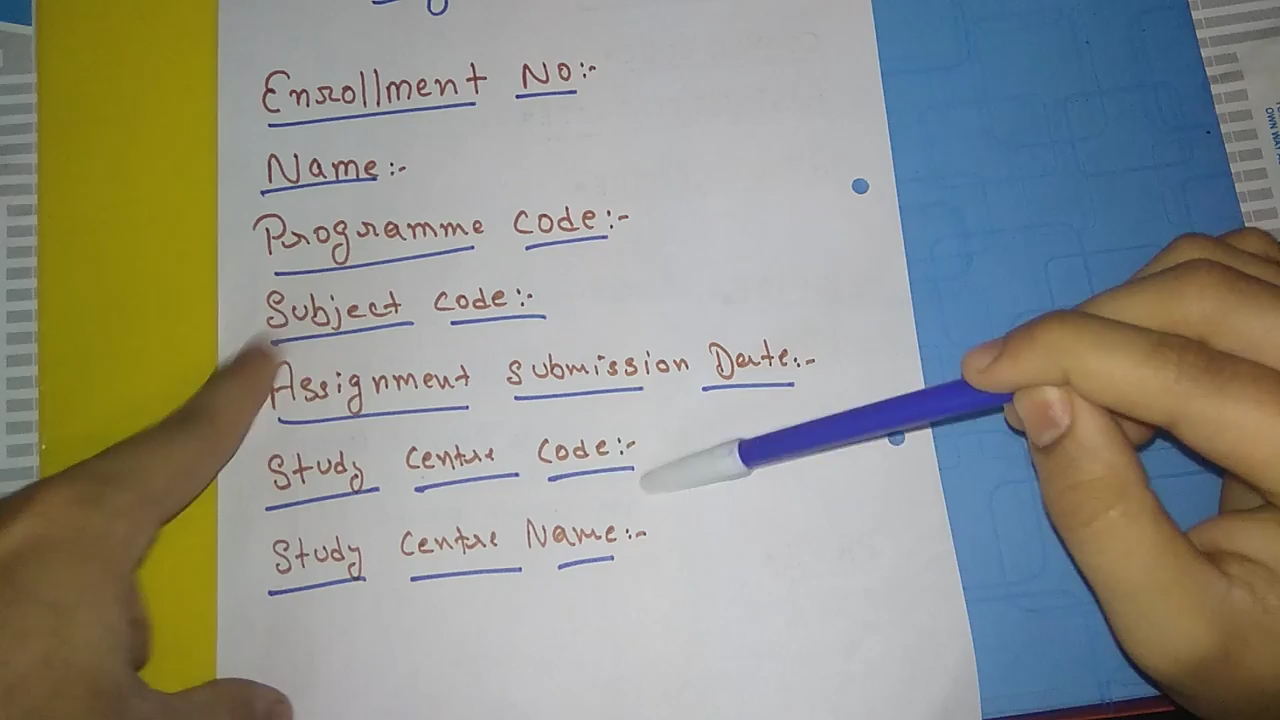 Enrollment No:-
Name:-
Programme Code:-
Subject Code:-
Assignment Submission Date:-
Study Centre Code:-
Study Centre Name:-